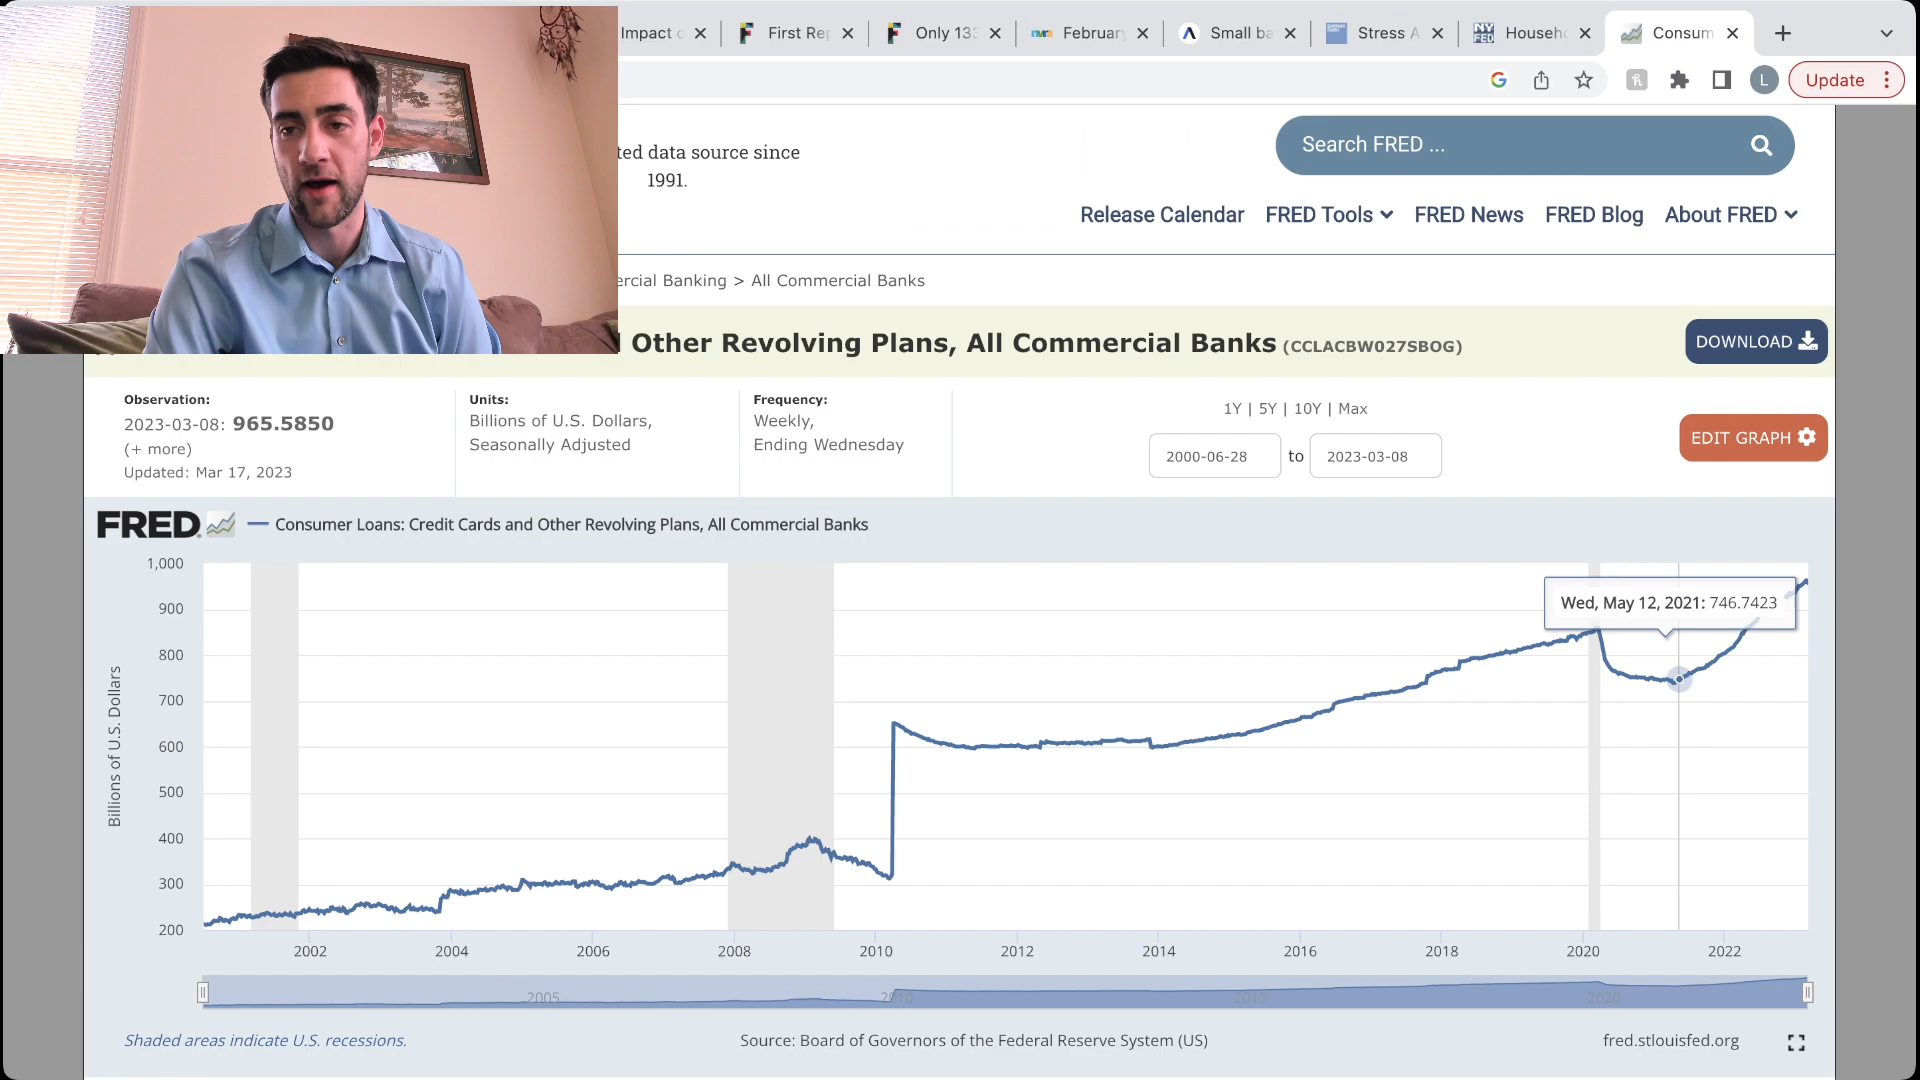 Impact
First Re
Only 13
Februar
Small ba
Stress A
NY FED
Househ
Consum
L
Update
ted data source since
1991.
Search FRED ...
Release Calendar
FRED Tools
FRED News
FRED Blog
About FRED
ercial Banking > All Commercial Banks
Other Revolving Plans, All Commercial Banks (CCLACBW027SBOG)
DOWNLOAD
Observation:
2023-03-08: 965.5850
(+ more)
Updated: Mar 17, 2023
Units:
Billions of U.S. Dollars,
Seasonally Adjusted
Frequency:
Weekly,
Ending Wednesday
1Y | 5Y | 10Y | Max
2000-06-28 to 2023-03-08
EDIT GRAPH
FRED
Consumer Loans: Credit Cards and Other Revolving Plans, All Commercial Banks
1,000
900
800
700
600
500
400
300
200
Billions of U.S. Dollars
Wed, May 12, 2021: 746.7423
2002
2004
2006
2008
2010
2012
2014
2016
2018
2020
2022
2005
2010
2015
2020
Shaded areas indicate U.S. recessions.
Source: Board of Governors of the Federal Reserve System (US)
fred.stlouisfed.org